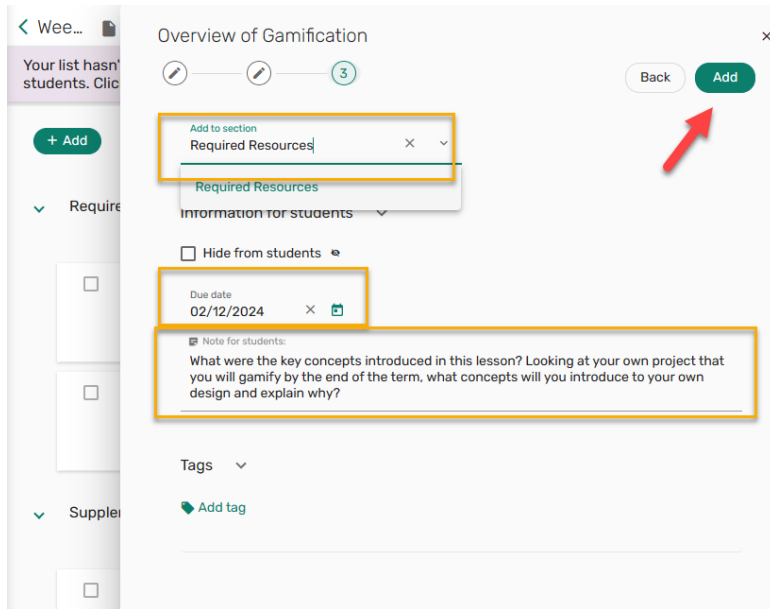 Wee...
Your list hasn'
students. Clic
+ Add
Require
Supplem
Overview of Gamification
3
Back
Add
Add to section
Required Resources
Required Resources
Information for students
Hide from students
Due date
02/12/2024
Note for students:
What were the key concepts introduced in this lesson? Looking at your own project that
you will gamify by the end of the term, what concepts will you introduce to your own
design and explain why?
Tags
Add tag